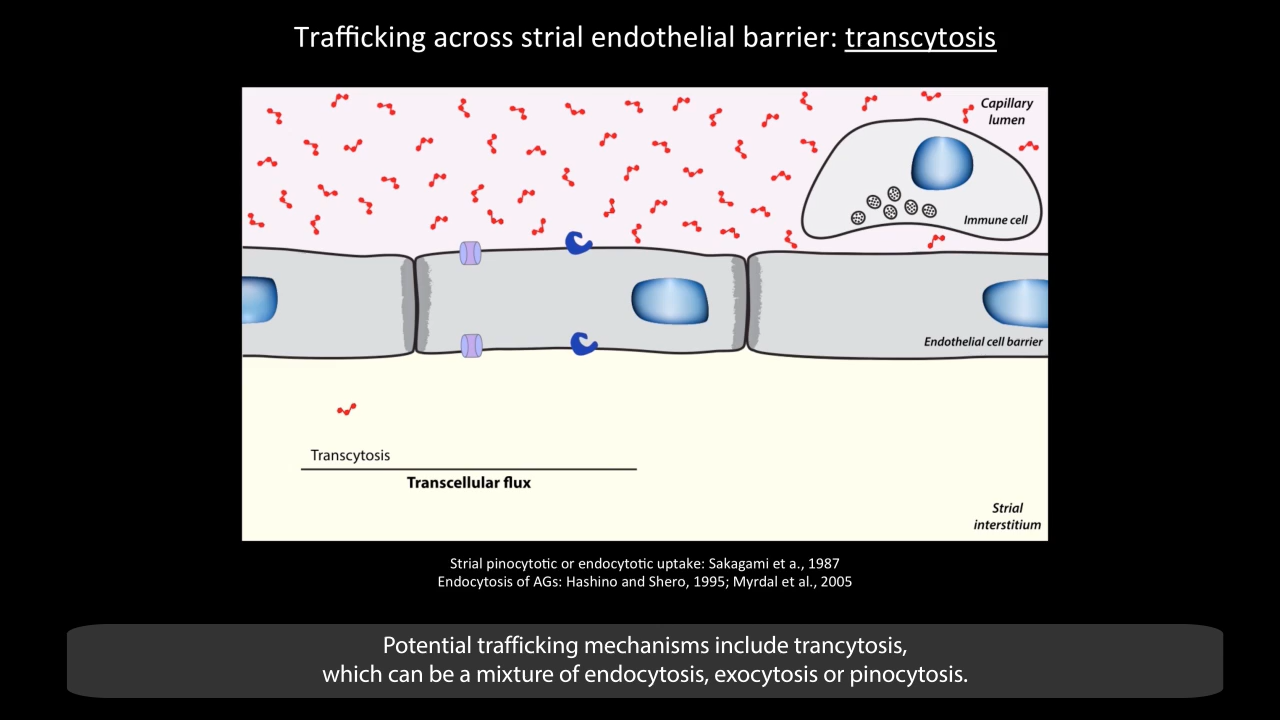 Trafficking across strial endothelial barrier: transcytosis
Capillary
lumen
Immune cell
Endothelial cell barrier
Transcytosis
Transcellular flux
Strial
interstitium
Strial pinocytotic or endocytotic uptake: Sakagami et a., 1987
Endocytosis of AGs: Hashino and Shero, 1995; Myrdal et al., 2005
Potential trafficking mechanisms include trancytosis,
which can be a mixture of endocytosis, exocytosis or pinocytosis.